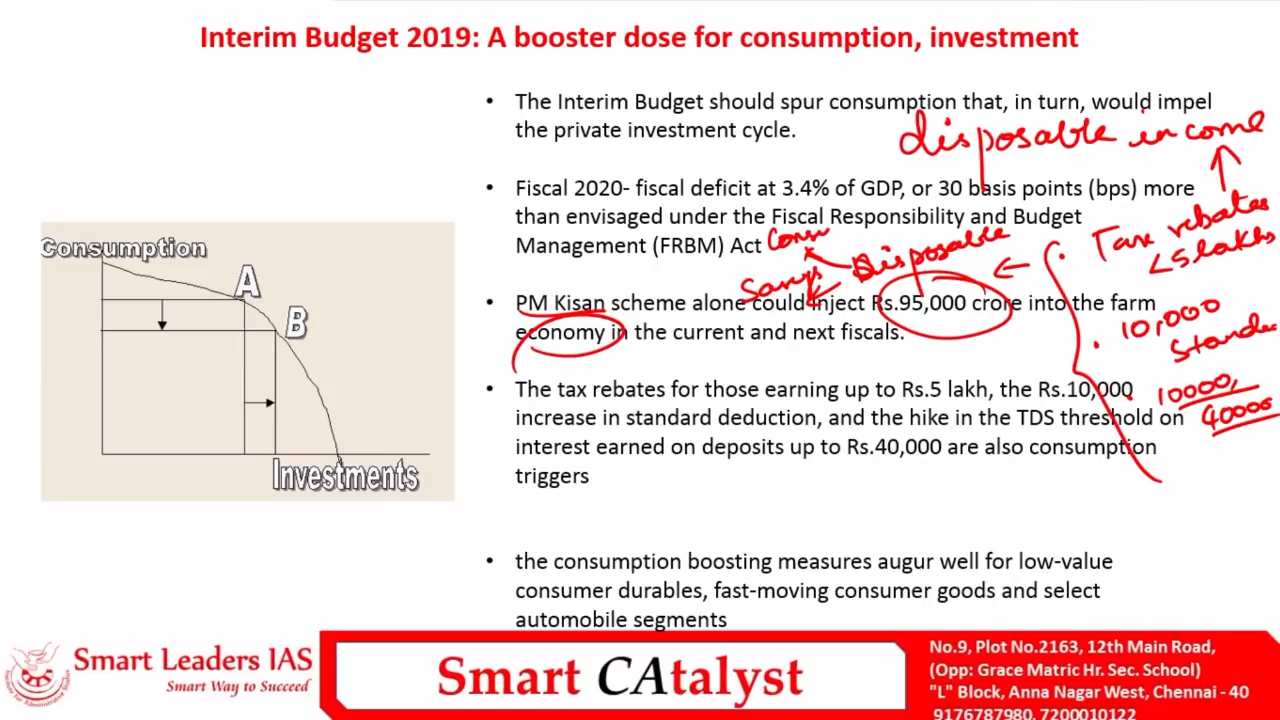 Interim Budget 2019: A booster dose for consumption, investment
• The Interim Budget should spur consumption that, in turn, would impel
the private investment cycle.
disposable income
• Fiscal 2020- fiscal deficit at 3.4% of GDP, or 30 basis points (bps) more
than envisaged under the Fiscal Responsibility and Budget
Management (FRBM) Act
Tax rebates
<5lakhs
Disposable
• PM Kisan scheme alone could inject Rs.95,000 crore into the farm
economy in the current and next fiscals.
10,000
• The tax rebates for those earning up to Rs.5 lakh, the Rs.10,000
increase in standard deduction, and the hike in the TDS threshold on
interest earned on deposits up to Rs.40,000 are also consumption
triggers
10000,
40000
• the consumption boosting measures augur well for low-value
consumer durables, fast-moving consumer goods and select
automobile segments
Consumption
A
B
Investments
Smart Leaders IAS
Smart Way to Succeed
Smart CAtalyst
No.9, Plot No.2163, 12th Main Road,
(Opp: Grace Matric Hr. Sec. School)
"L" Block, Anna Nagar West, Chennai - 40
9176787980, 7200010122